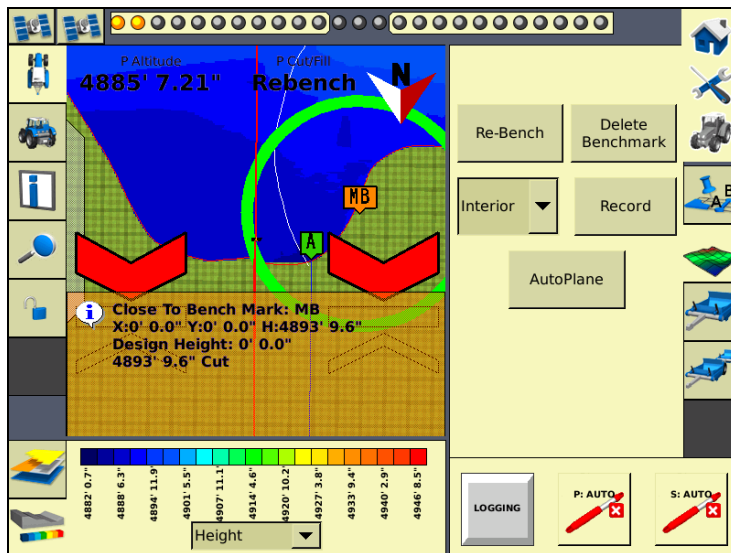 P Altitude
4885' 7.21"
P Cut/Fill
Rebench
N
MB
A
Close To Bench Mark: MB
X:0' 0.0" Y:0' 0.0" H:4893' 9.6"
Design Height: 0' 0.0"
4893' 9.6" Cut
Re-Bench
Delete
Benchmark
Interior
Record
AutoPlane
A
B
4882' 0.7"
4888' 6.3"
4894' 11.9"
4901' 5.5"
4907' 11.1'
4914' 4.6"
4920' 10.2"
4927' 3.8"
4933' 9.4"
4940' 2.9"
4946' 8.5"
Height
LOGGING
P: AUTO
S: AUTO